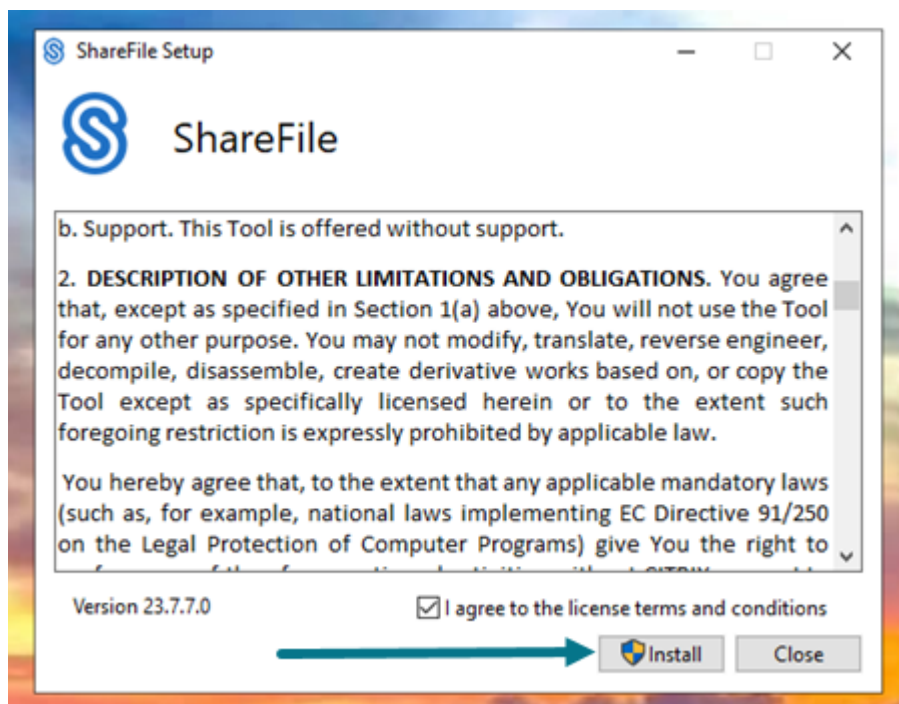 ShareFile Setup
ShareFile
b. Support. This Tool is offered without support.
2. DESCRIPTION OF OTHER LIMITATIONS AND OBLIGATIONS. You agree
that, except as specified in Section 1(a) above, You will not use the Tool
for any other purpose. You may not modify, translate, reverse engineer,
decompile, disassemble, create derivative works based on, or copy the
Tool except as specifically licensed herein or to the extent such
foregoing restriction is expressly prohibited by applicable law.
You hereby agree that, to the extent that any applicable mandatory laws
(such as, for example, national laws implementing EC Directive 91/250
on the Legal Protection of Computer Programs) give You the right to
Version 23.7.7.0
I agree to the license terms and conditions
Install
Close